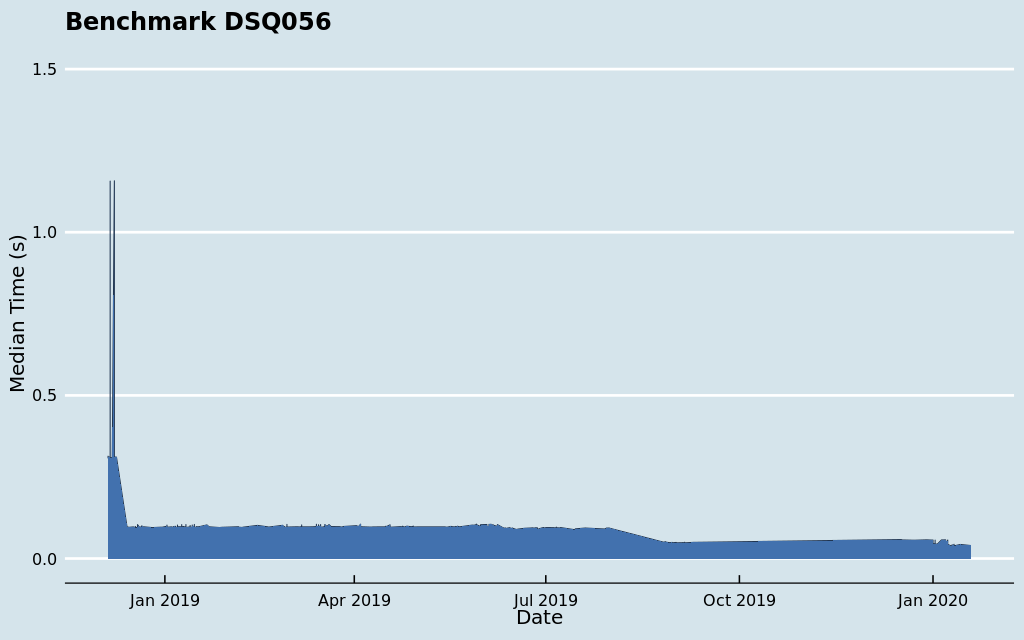 Benchmark DSQ056
1.5
1.0
0.5
0.0
Median Time (s)
Jan 2019
Apr 2019
Jul 2019
Oct 2019
Jan 2020
Date